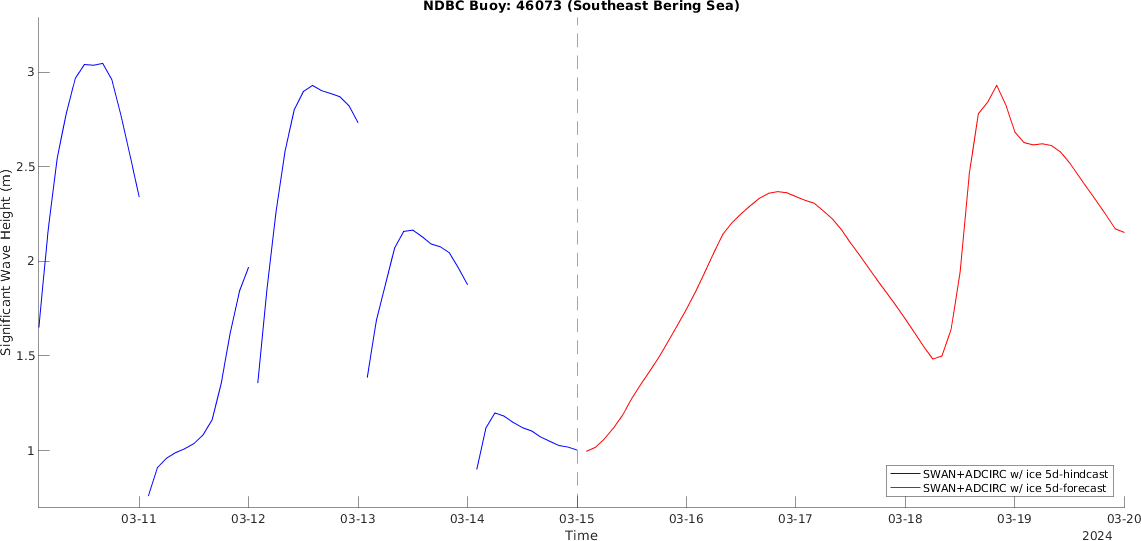 NDBC Buoy: 46073 (Southeast Bering Sea)
Significant Wave Height (m)
3
2.5
2
1.5
1
SWAN+ADCIRC w/ ice 5d-hindcast
SWAN+ADCIRC w/ ice 5d-forecast
03-11 03-12 03-13 03-14 03-15 03-16 03-17 03-18 03-19 03-20
Time
2024